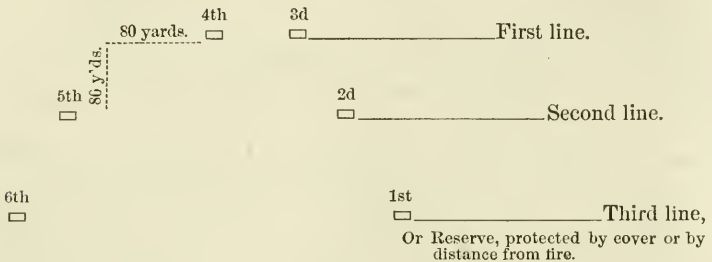 4th 3d
80 yards. First line.
80 y'ds.
5th 2d
Second line.
6th 1st
Third line,
Or Reserve, protected by cover or by
distance from fire.